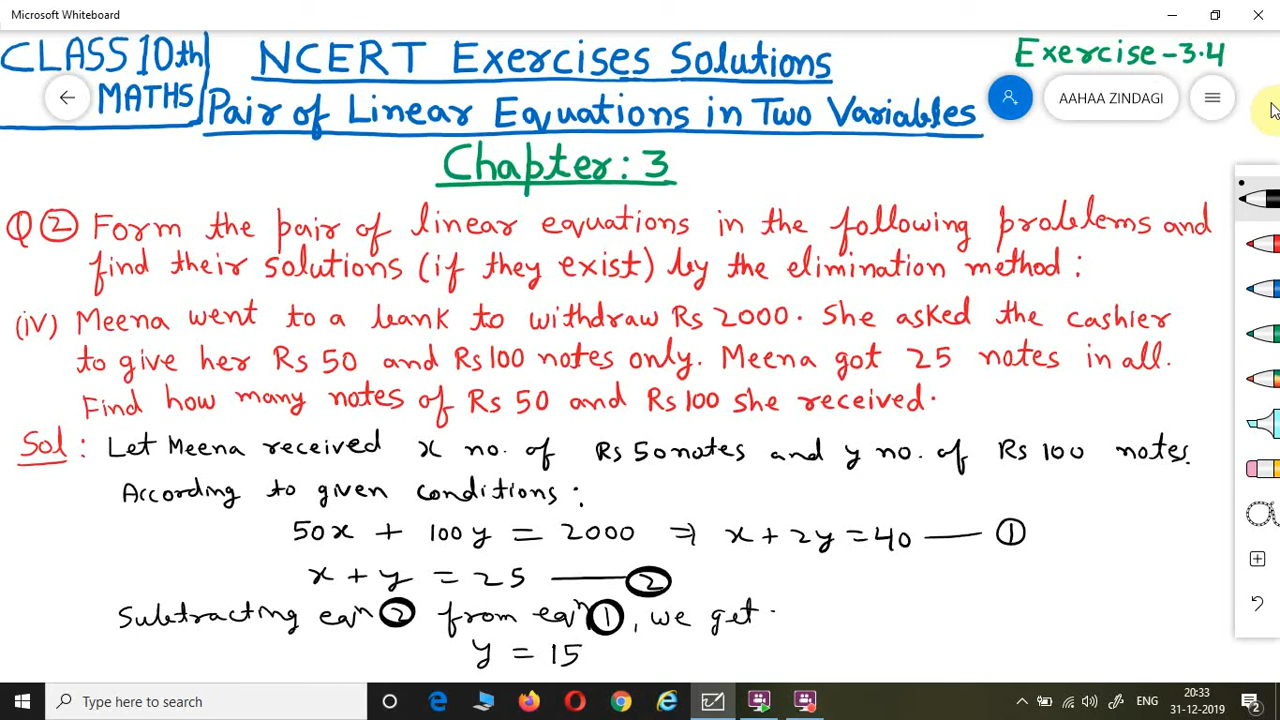 Microsoft Whiteboard
CLASS 10th
MATHS
NCERT Exercises Solutions
Exercise-3.4
Pair of Linear Equations in Two Variables
AAHAA ZINDAGI
Chapter: 3
Q② Form the pair of linear equations in the following problems and
find their solutions (if they exist) by the elimination method:
(iv) Meena went to a bank to withdraw Rs 2000. She asked the cashier
to give her Rs 50 and Rs 100 notes only. Meena got 25 notes in all.
Find how many notes of Rs 50 and Rs 100 she received.
Sol: Let Meena received x no. of Rs 50 notes and y no. of Rs 100 notes.
According to given conditions:
50x + 100y = 2000 ⇒ x + 2y = 40 — ①
x + y = 25 — ②
Subtracting eqⁿ ② from eqⁿ ①, we get.
y = 15
Type here to search
ENG
20:33
31-12-2019
2